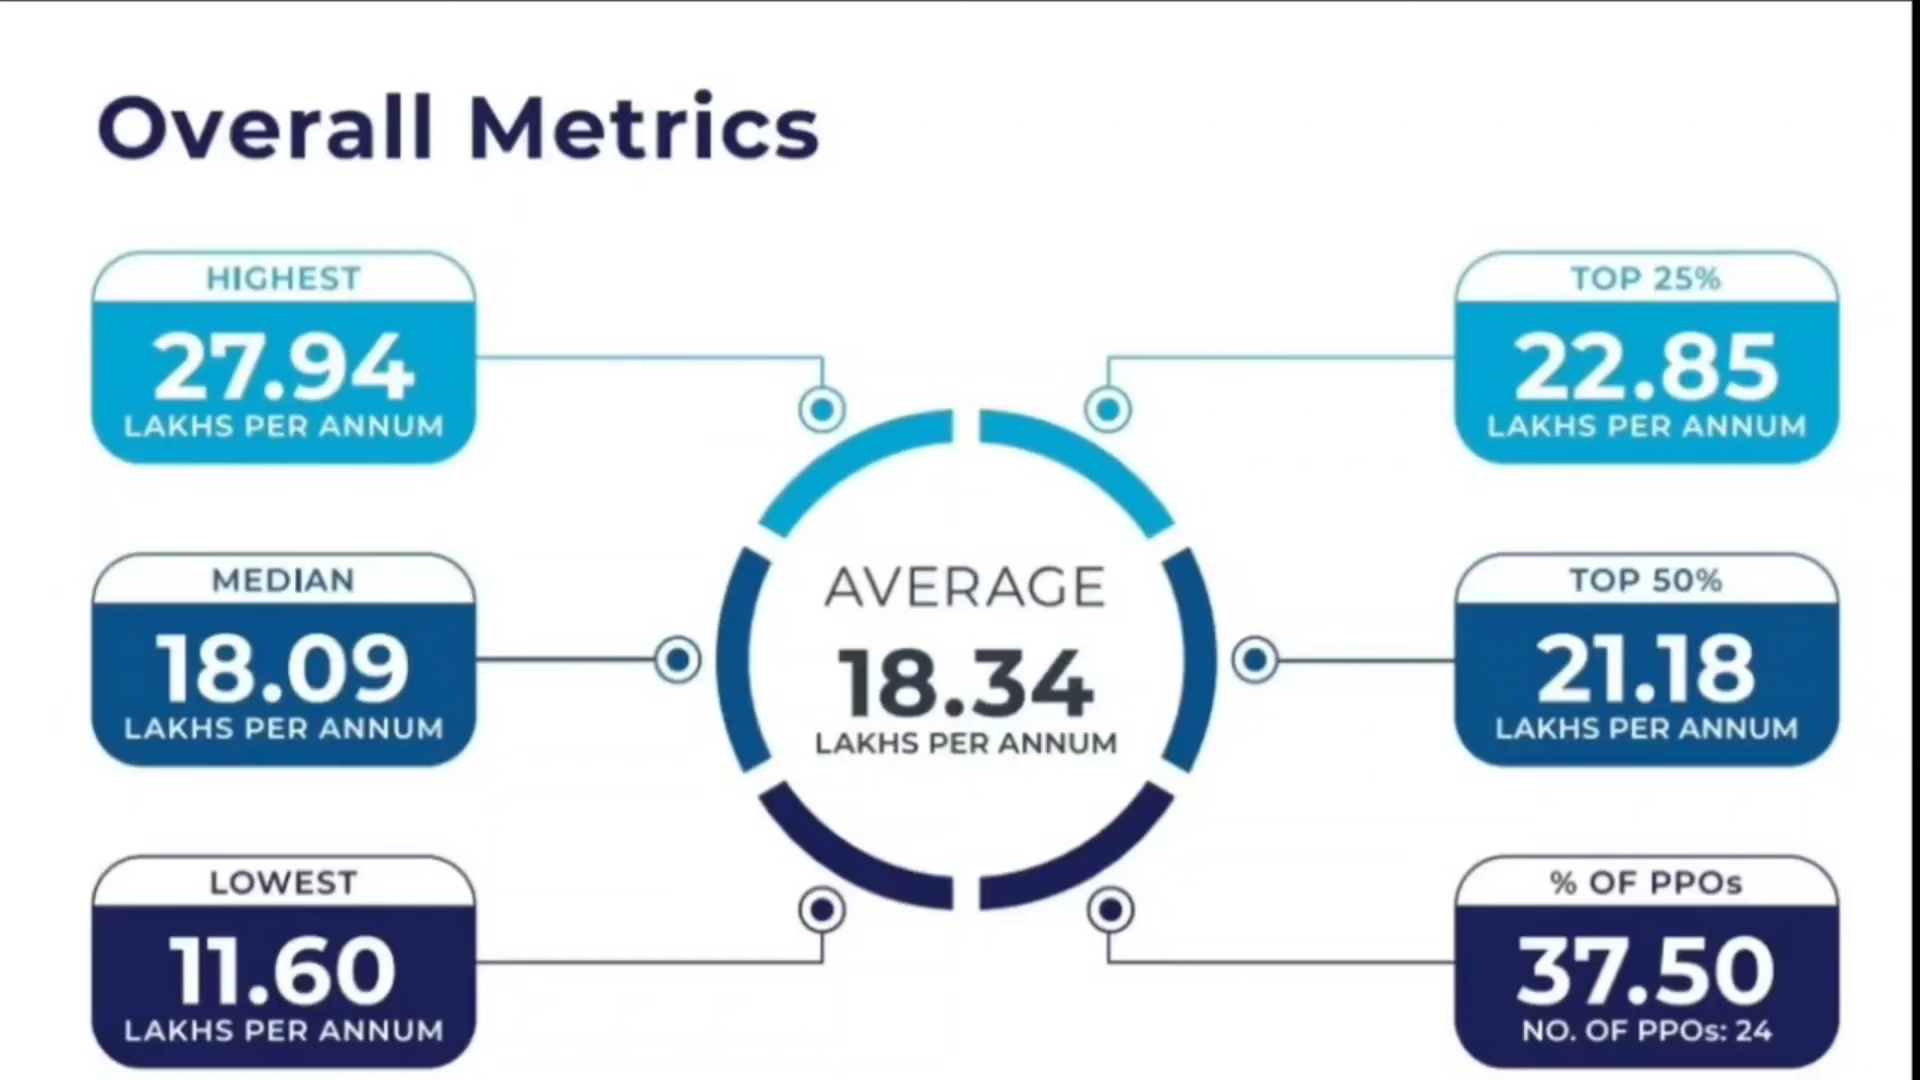 Overall Metrics
HIGHEST
27.94
LAKHS PER ANNUM
TOP 25%
22.85
LAKHS PER ANNUM
MEDIAN
18.09
LAKHS PER ANNUM
AVERAGE
18.34
LAKHS PER ANNUM
TOP 50%
21.18
LAKHS PER ANNUM
LOWEST
11.60
LAKHS PER ANNUM
% OF PPOs
37.50
NO. OF PPOs: 24